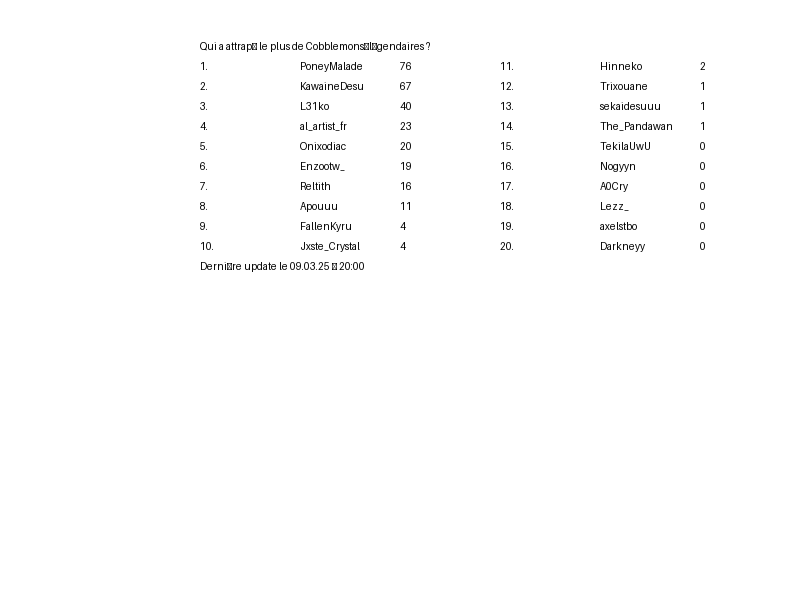 Qui a attrap▯ le plus de Cobblemons▯l▯gendaires ?
1. PoneyMalade 76 11. Hinneko 2
2. KawaineDesu 67 12. Trixouane 1
3. L31ko 40 13. sekaidesuuu 1
4. al_artist_fr 23 14. The_Pandawan 1
5. Onixodiac 20 15. TekilaUwU 0
6. Enzootw_ 19 16. Nogyyn 0
7. Reltith 16 17. A0Cry 0
8. Apouuu 11 18. Lezz_ 0
9. FallenKyru 4 19. axelstbo 0
10. Jxste_Crystal 4 20. Darkneyy 0
Derni▯re update le 09.03.25 ▯ 20:00